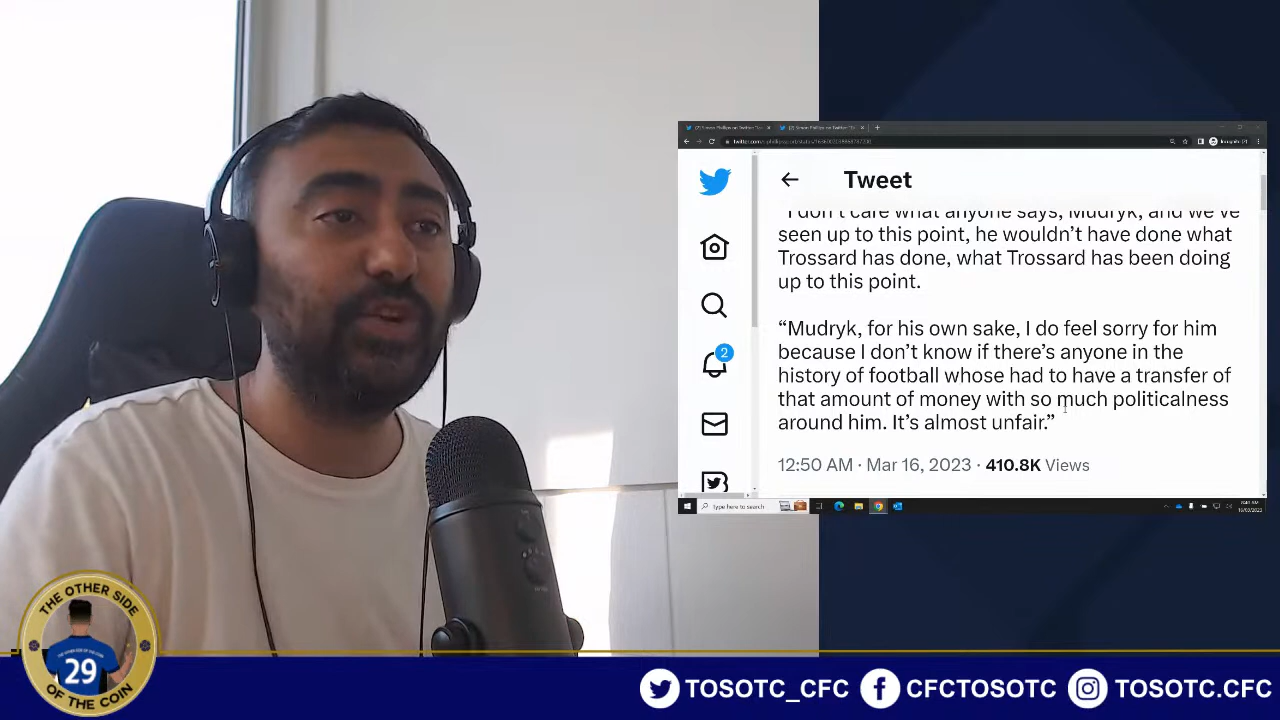 Tweet
"I don't care what anyone says, Mudryk, and we've
seen up to this point, he wouldn't have done what
Trossard has done, what Trossard has been doing
up to this point.
“Mudryk, for his own sake, I do feel sorry for him
because I don’t know if there’s anyone in the
history of football whose had to have a transfer of
that amount of money with so much politicalness
around him. It’s almost unfair.”
12:50 AM · Mar 16, 2023 · 410.8K Views
2
Type here to search
THE OTHER SIDE
29
OF THE COIN
TOSOTC_CFC
CFCTOSOTC
TOSOTC.CFC